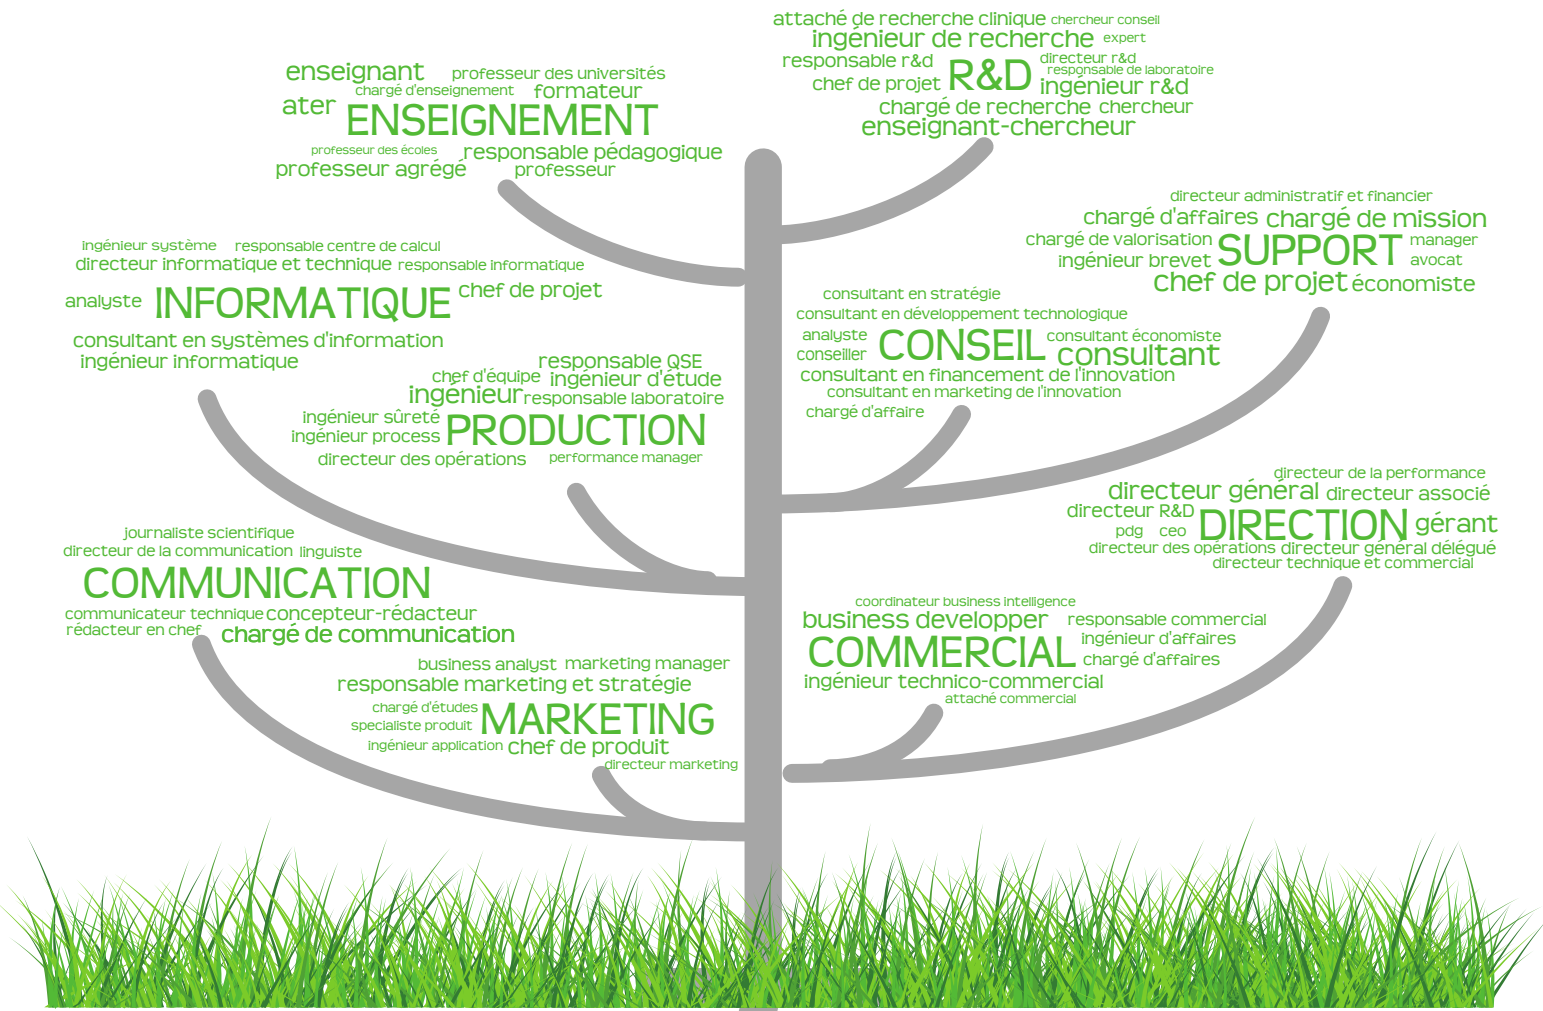 enseignant professeur des universités
chargé d'enseignement formateur
ater ENSEIGNEMENT
professeur des écoles responsable pédagogique
professeur agrégé professeur
attaché de recherche clinique chercheur conseil
ingénieur de recherche expert
responsable r&d R&D directeur r&d
responsable de laboratoire
chef de projet ingénieur r&d
chargé de recherche chercheur
enseignant-chercheur
directeur administratif et financier
chargé d'affaires chargé de mission
chargé de valorisation SUPPORT manager
ingénieur brevet avocat
chef de projet économiste
ingénieur système responsable centre de calcul
directeur informatique et technique responsable informatique
analyste INFORMATIQUE chef de projet
consultant en systèmes d'information
ingénieur informatique
consultant en stratégie
consultant en développement technologique
analyste CONSEIL consultant économiste
conseiller consultant
consultant en financement de l'innovation
consultant en marketing de l'innovation
chargé d'affaire
responsable QSE
chef d'équipe ingénieur d'étude
ingénieur responsable laboratoire
ingénieur sûreté PRODUCTION
ingénieur process
directeur des opérations performance manager
directeur de la performance
directeur général directeur associé
directeur R&D DIRECTION gérant
pdg ceo
directeur des opérations directeur général délégué
directeur technique et commercial
journaliste scientifique
directeur de la communication linguiste
COMMUNICATION
communicateur technique concepteur-rédacteur
rédacteur en chef chargé de communication
coordinateur business intelligence
business developper responsable commercial
COMMERCIAL ingénieur d'affaires
chargé d'affaires
ingénieur technico-commercial
attaché commercial
business analyst marketing manager
responsable marketing et stratégie
chargé d'études MARKETING
specialiste produit
ingénieur application chef de produit
directeur marketing